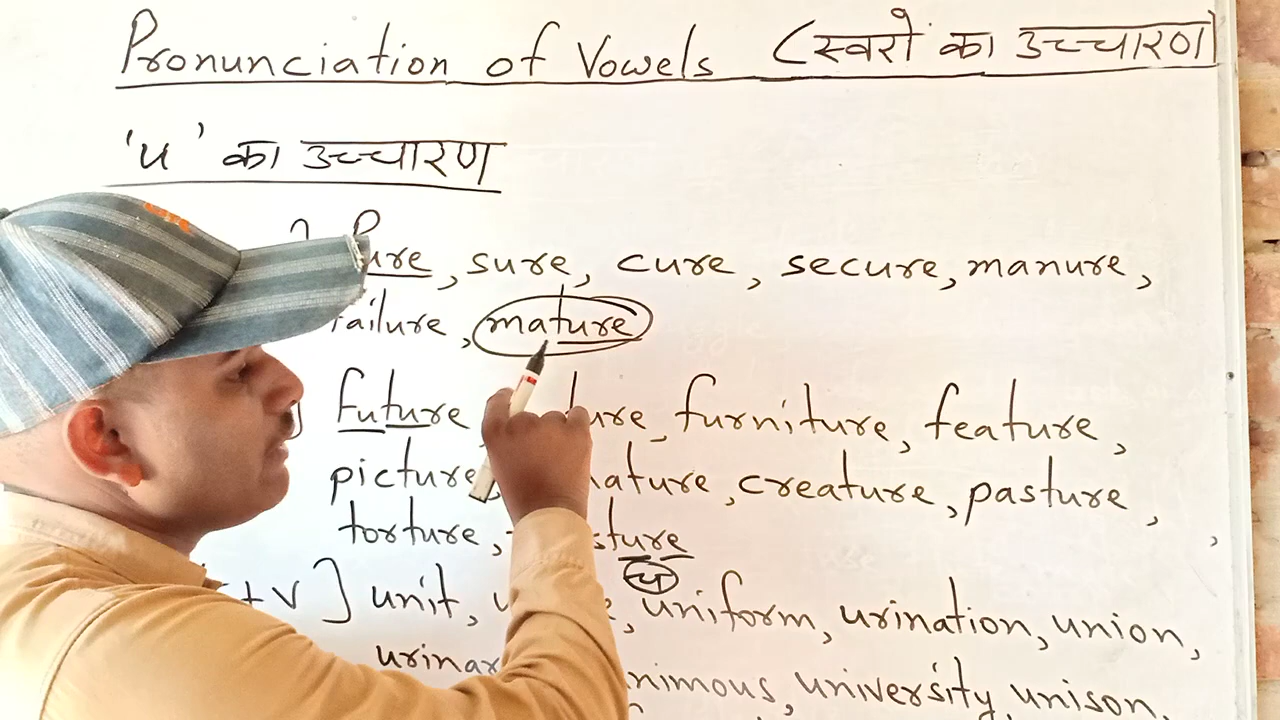 Pronunciation of Vowels (स्वरों का उच्चारण)
'u' का उच्चारण
sure, cure, secure, manure,
failure, mature
future furniture, feature,
picture creature, pasture,
torture,
च
+ V ] unit, uniform, urination, union,
university, unison,